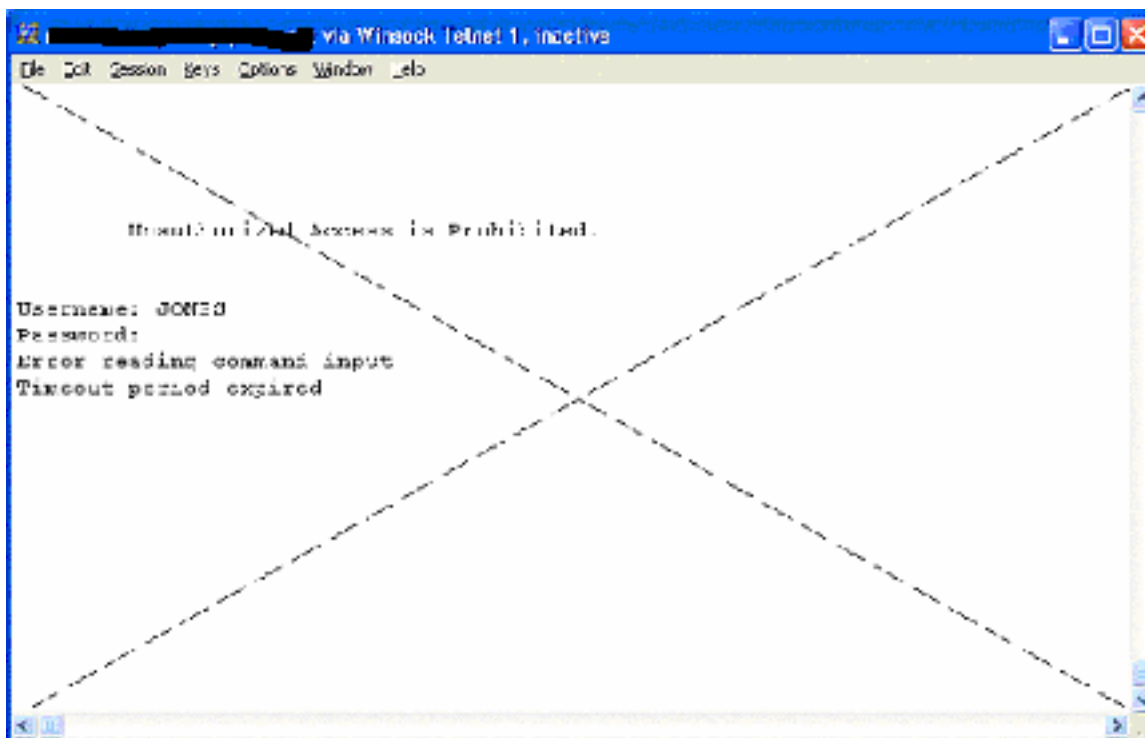 via Winsock Telnet 1, inactive
File Edit Session Keys Options Window Help
Unauthorized Access is Prohibited.
Username: JONES
Password:
Error reading command input
Timeout period expired